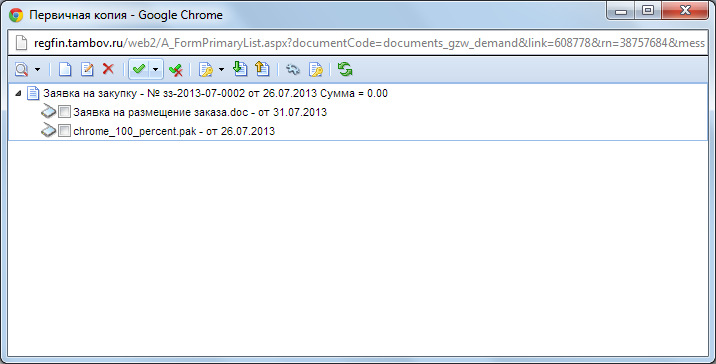 Первичная копия - Google Chrome
regfin.tambov.ru/web2/A_FormPrimaryList.aspx?documentCode=documents_gzw_demand&link=608778&rn=38757684&mess
Заявка на закупку - № зз-2013-07-0002 от 26.07.2013 Сумма = 0.00
Заявка на размещение заказа.doc - от 31.07.2013
chrome_100_percent.pak - от 26.07.2013